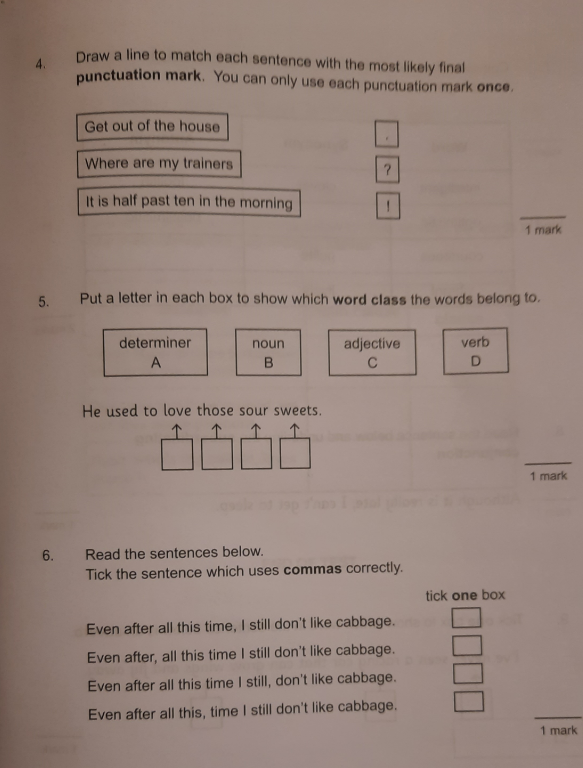 4. Draw a line to match each sentence with the most likely final
punctuation mark. You can only use each punctuation mark once.
Get out of the house
.
Where are my trainers
?
It is half past ten in the morning
!
1 mark
5. Put a letter in each box to show which word class the words belong to.
determiner noun adjective verb
A B C D
He used to love those sour sweets.
1 mark
6. Read the sentences below.
Tick the sentence which uses commas correctly.
tick one box
Even after all this time, I still don't like cabbage.
Even after, all this time I still don't like cabbage.
Even after all this time I still, don't like cabbage.
Even after all this, time I still don't like cabbage.
1 mark